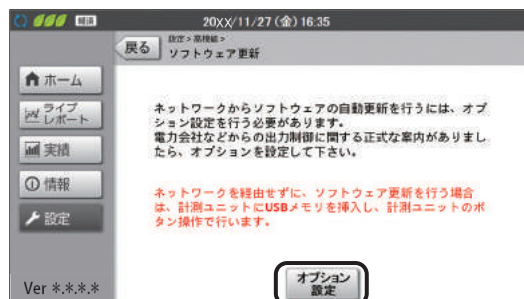 経済
20XX/11/27(金)16:35
戻る
設定>高機能>
ソフトウェア更新
ホーム
ライブ
レポート
実績
情報
設定
Ver *.*.*.*
ネットワークからソフトウェアの自動更新を行うには、オプ
ション設定を行う必要があります。
電力会社などからの出力制御に関する正式な案内がありまし
たら、オプションを設定して下さい。
ネットワークを経由せずに、ソフトウェア更新を行う場合
は、計測ユニットにUSBメモリを挿入し、計測ユニットのボ
タン操作で行います。
オプション
設定